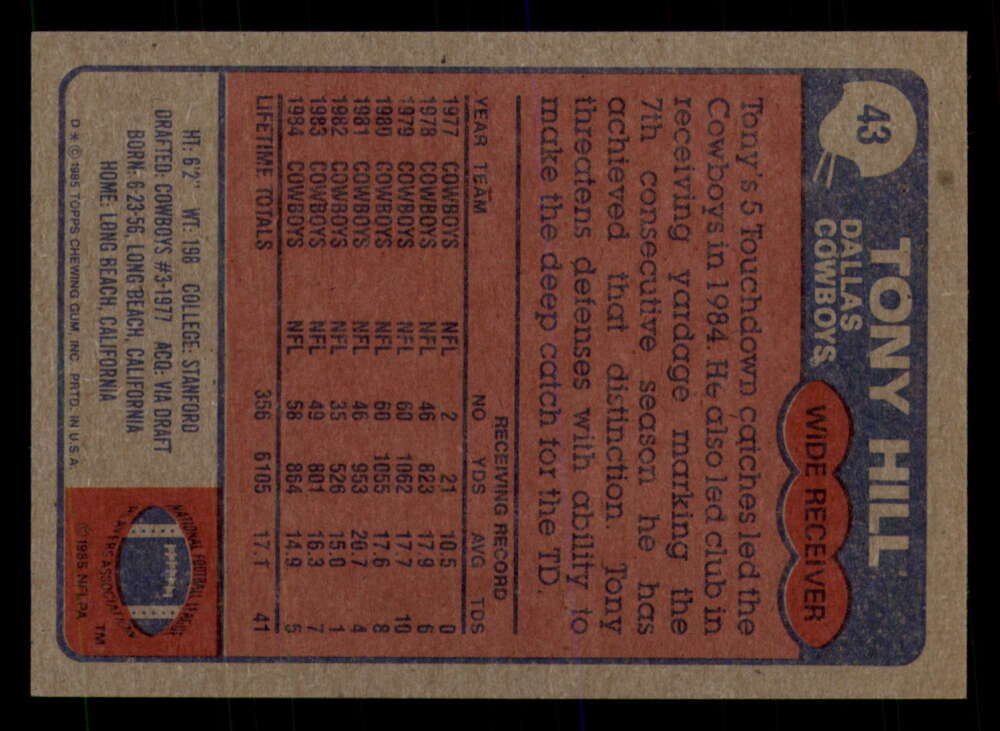 43
TONY HILL
DALLAS
COWBOYS
WIDE RECEIVER
Tony's 5 Touchdown catches led the
Cowboys in 1984. He also led club in
receiving yardage marking the
7th consecutive season he has
achieved that distinction. Tony
threatens defenses with ability to
make the deep catch for the TD.
RECEIVING RECORD
YEAR TEAM NO YDS AVG TDS
1977 COWBOYS NFL 2 21 10.5 0
1978 COWBOYS NFL 46 823 17.9 6
1979 COWBOYS NFL 60 1062 17.7 10
1980 COWBOYS NFL 60 1055 17.6 8
1981 COWBOYS NFL 46 953 20.7 4
1982 COWBOYS NFL 35 526 15.0 1
1983 COWBOYS NFL 49 801 16.3 7
1984 COWBOYS NFL 58 864 14.9 5
LIFETIME TOTALS 356 6105 17.1 41
HT: 6'2" WT: 198 COLLEGE: STANFORD
DRAFTED: COWBOYS #3-1977 ACQ: VIA DRAFT
BORN: 6-23-56, LONG BEACH, CALIFORNIA
HOME: LONG BEACH, CALIFORNIA
D * © 1985 TOPPS CHEWING GUM, INC. PRTD. IN U.S.A.
NATIONAL FOOTBALL LEAGUE
PLAYERS ASSOCIATION
TM
© 1985 NFLPA